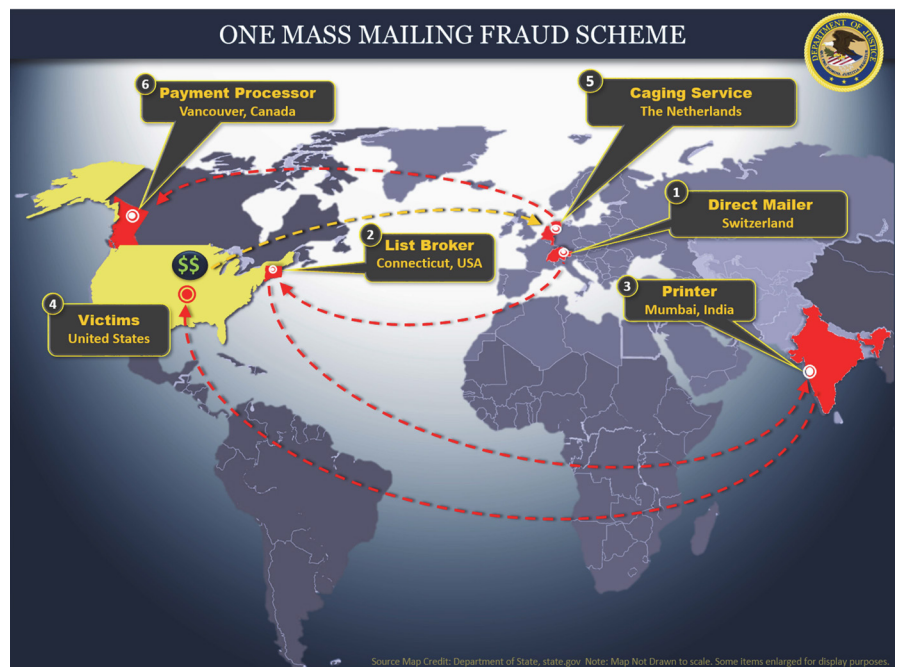 ONE MASS MAILING FRAUD SCHEME
DEPARTMENT OF JUSTICE
6
Payment Processor
Vancouver, Canada
5
Caging Service
The Netherlands
1
Direct Mailer
Switzerland
2
List Broker
Connecticut, USA
$$
3
Printer
Mumbai, India
4
Victims
United States
Source Map Credit: Department of State, state.gov Note: Map Not Drawn to scale. Some items enlarged for display purposes.